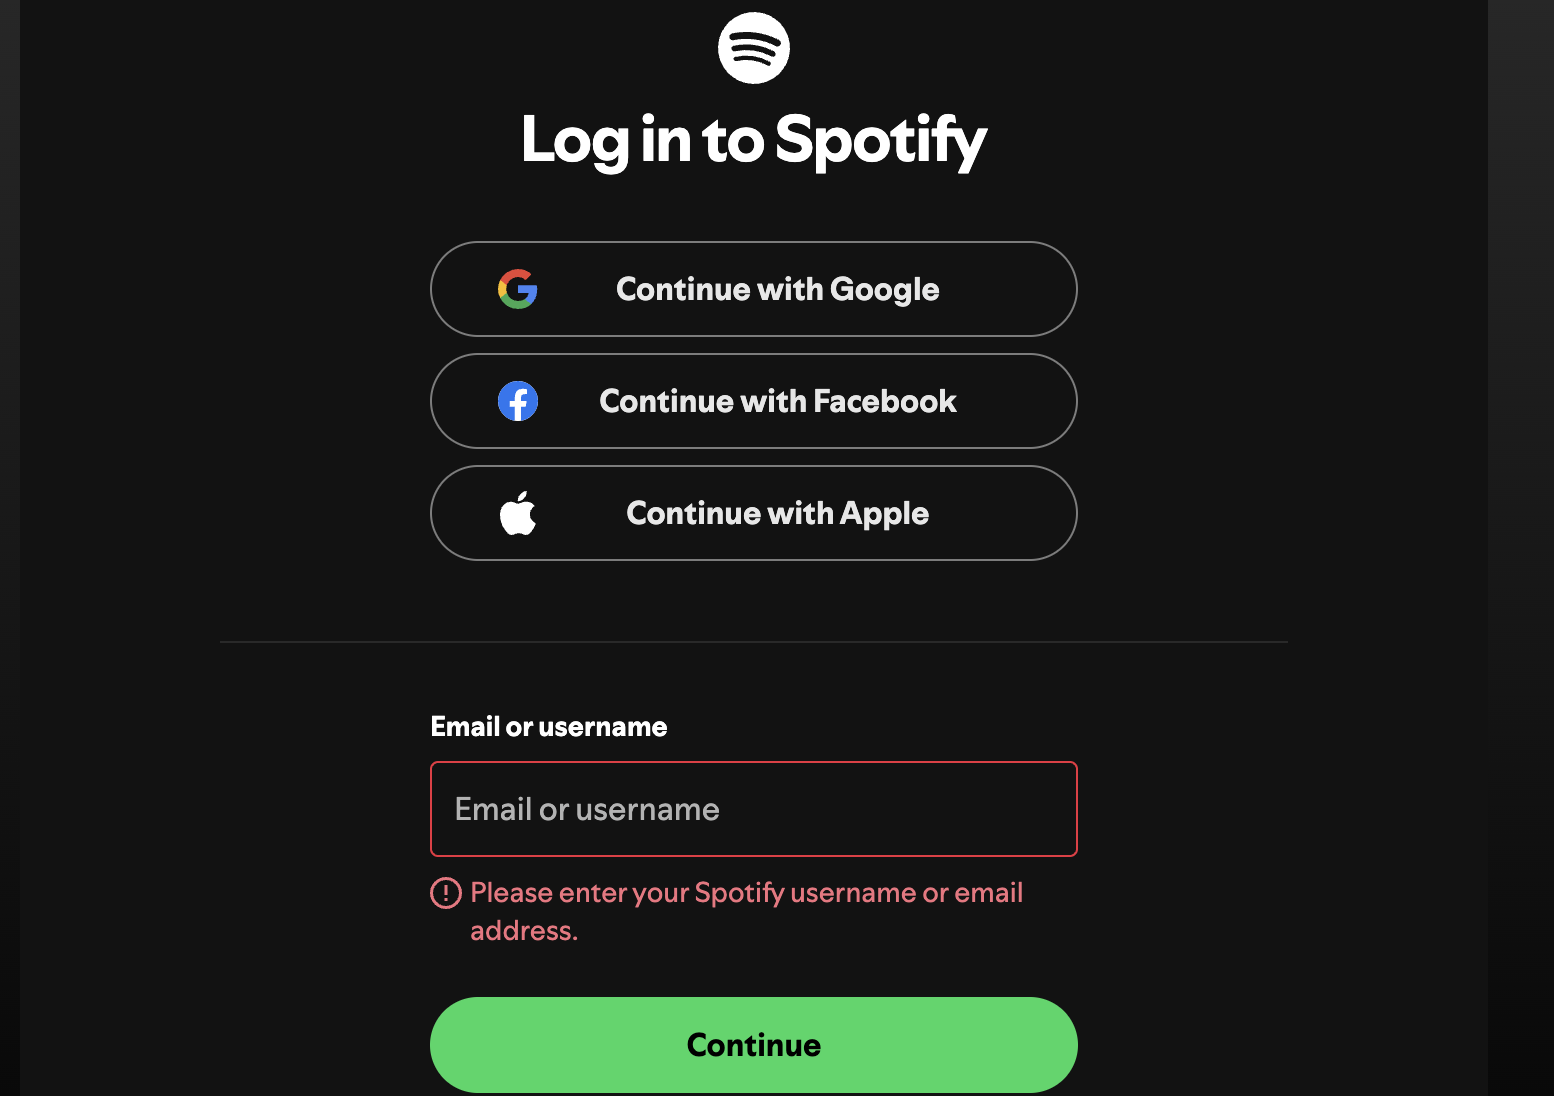 Log in to Spotify
Continue with Google
Continue with Facebook
Continue with Apple
Email or username
Email or username
Please enter your Spotify username or email
address.
Continue